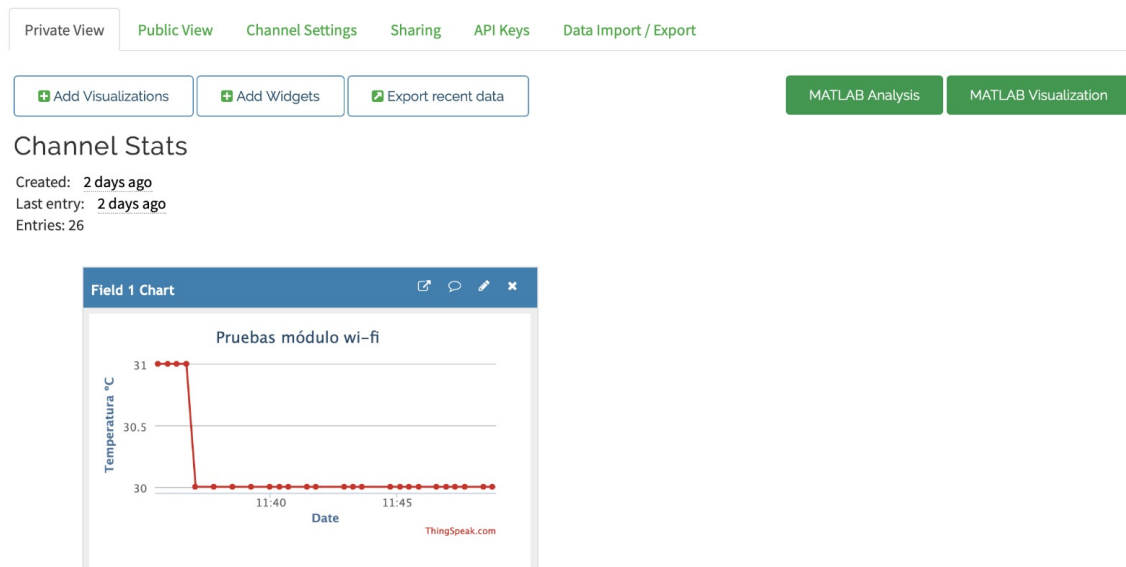 Private View Public View Channel Settings Sharing API Keys Data Import / Export
Add Visualizations Add Widgets Export recent data MATLAB Analysis MATLAB Visualization
Channel Stats
Created: 2 days ago
Last entry: 2 days ago
Entries: 26
Field 1 Chart
Pruebas módulo wi-fi
Temperatura ºC
31
30.5
30
11:40 11:45
Date
ThingSpeak.com